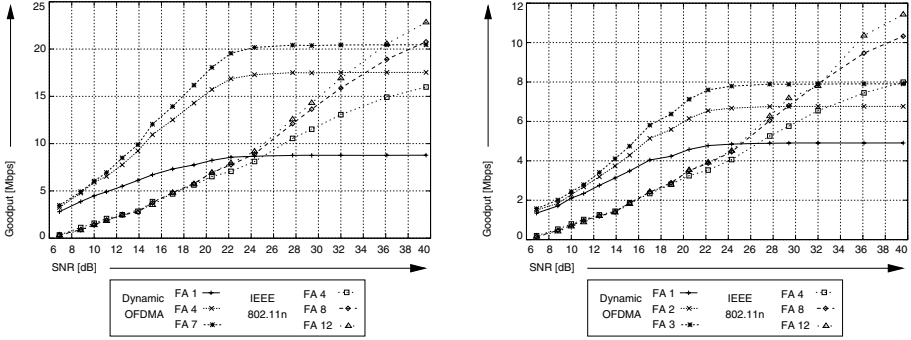 25
20
15
10
5
0
Goodput [Mbps]
6 8 10 12 14 16 18 20 22 24 26 28 30 32 34 36 38 40
SNR [dB]
Dynamic OFDMA
FA 1
FA 4
FA 7
IEEE 802.11n
FA 4
FA 8
FA 12
12
10
8
6
4
2
0
Goodput [Mbps]
6 8 10 12 14 16 18 20 22 24 26 28 30 32 34 36 38 40
SNR [dB]
Dynamic OFDMA
FA 1
FA 2
FA 3
IEEE 802.11n
FA 4
FA 8
FA 12